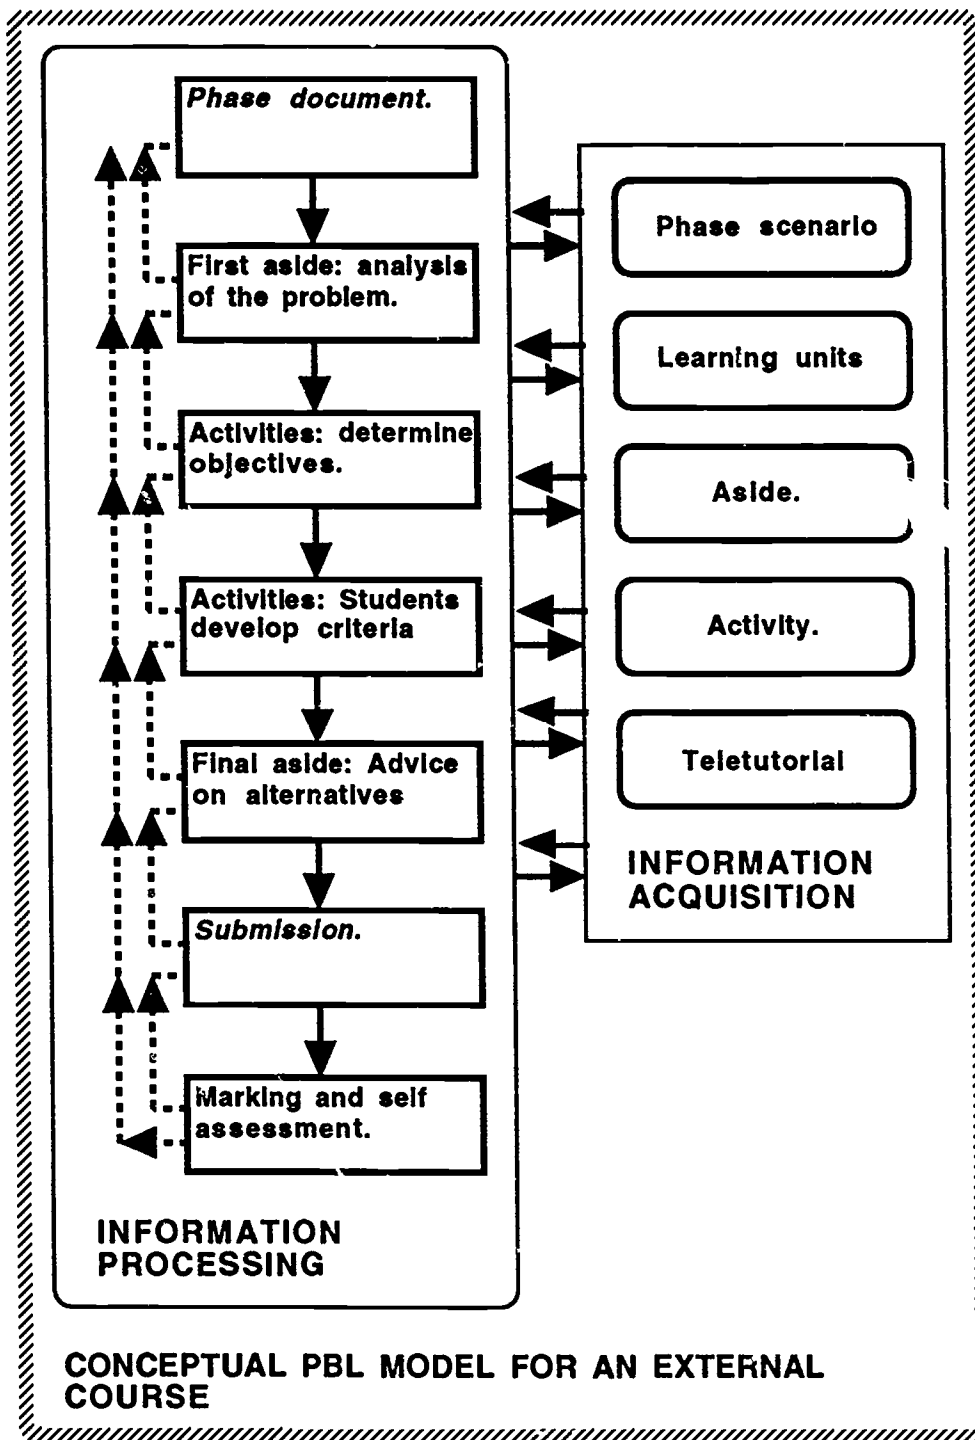 Phase document.
First aside: analysis
of the problem.
Activities: determine
objectives.
Activities: Students
develop criteria
Final aside: Advice
on alternatives
Submission.
Marking and self
assessment.
INFORMATION
PROCESSING
Phase scenario
Learning units
Aside.
Activity.
Teletutorial
INFORMATION
ACQUISITION
CONCEPTUAL PBL MODEL FOR AN EXTERNAL
COURSE